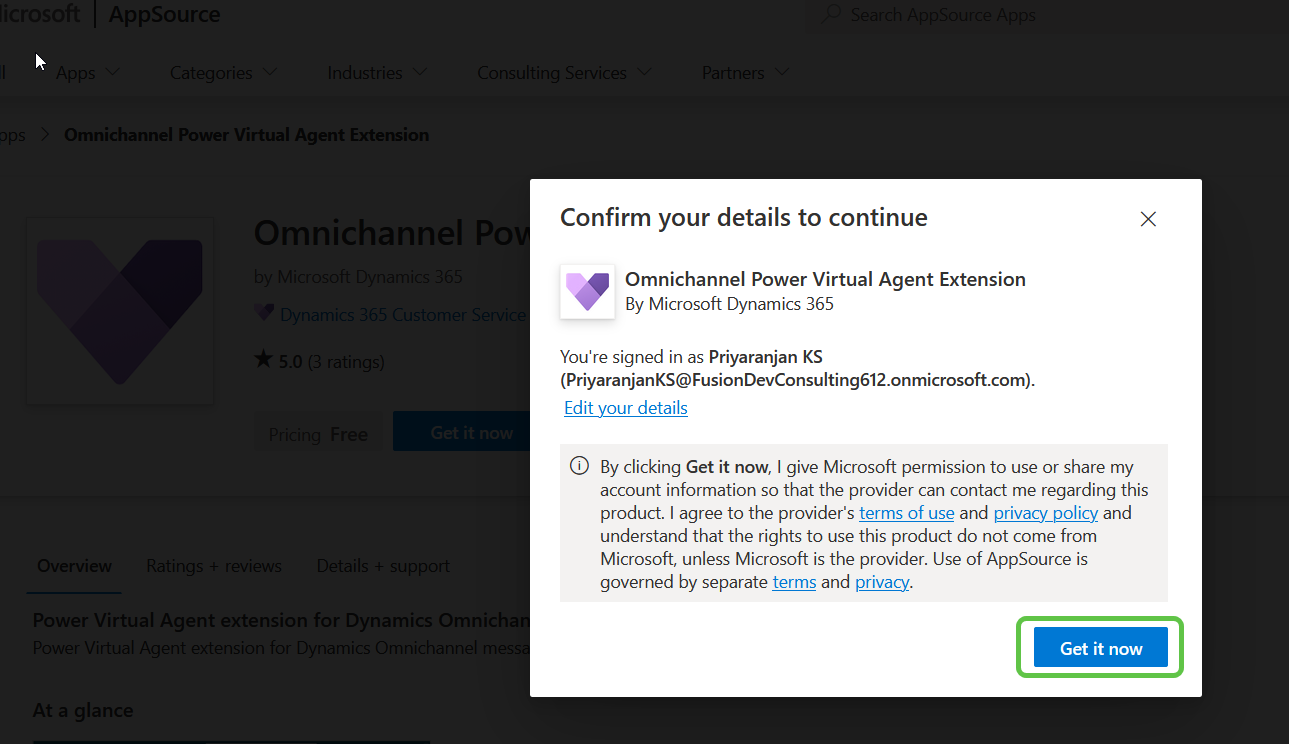 Microsoft | AppSource
Search AppSource Apps
Apps
Categories
Industries
Consulting Services
Partners
Omnichannel Power Virtual Agent Extension
Omnichannel Pow
by Microsoft Dynamics 365
Dynamics 365 Customer Service
5.0 (3 ratings)
Pricing Free
Get it now
Overview
Ratings + reviews
Details + support
Power Virtual Agent extension for Dynamics Omnichan
Power Virtual Agent extension for Dynamics Omnichannel messa
At a glance
Confirm your details to continue
Omnichannel Power Virtual Agent Extension
By Microsoft Dynamics 365
You're signed in as Priyaranjan KS
(PriyaranjanKS@FusionDevConsulting612.onmicrosoft.com).
Edit your details
By clicking Get it now, I give Microsoft permission to use or share my
account information so that the provider can contact me regarding this
product. I agree to the provider's terms of use and privacy policy and
understand that the rights to use this product do not come from
Microsoft, unless Microsoft is the provider. Use of AppSource is
governed by separate terms and privacy.
Get it now